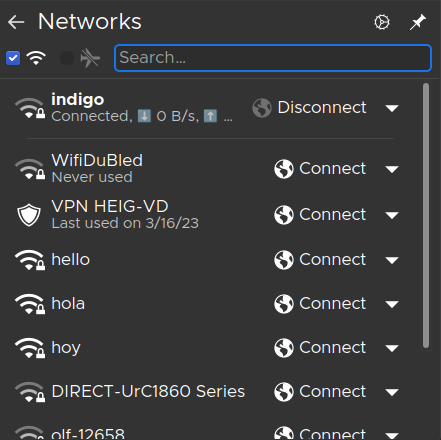 Networks
Search...
indigo
Disconnect
Connected, ⬇ 0 B/s, ⬆ ...
WifiDuBled
Connect
Never used
VPN HEIG-VD
Connect
Last used on 3/16/23
hello
Connect
hola
Connect
hoy
Connect
DIRECT-UrC1860 Series
Connect
olf-12658